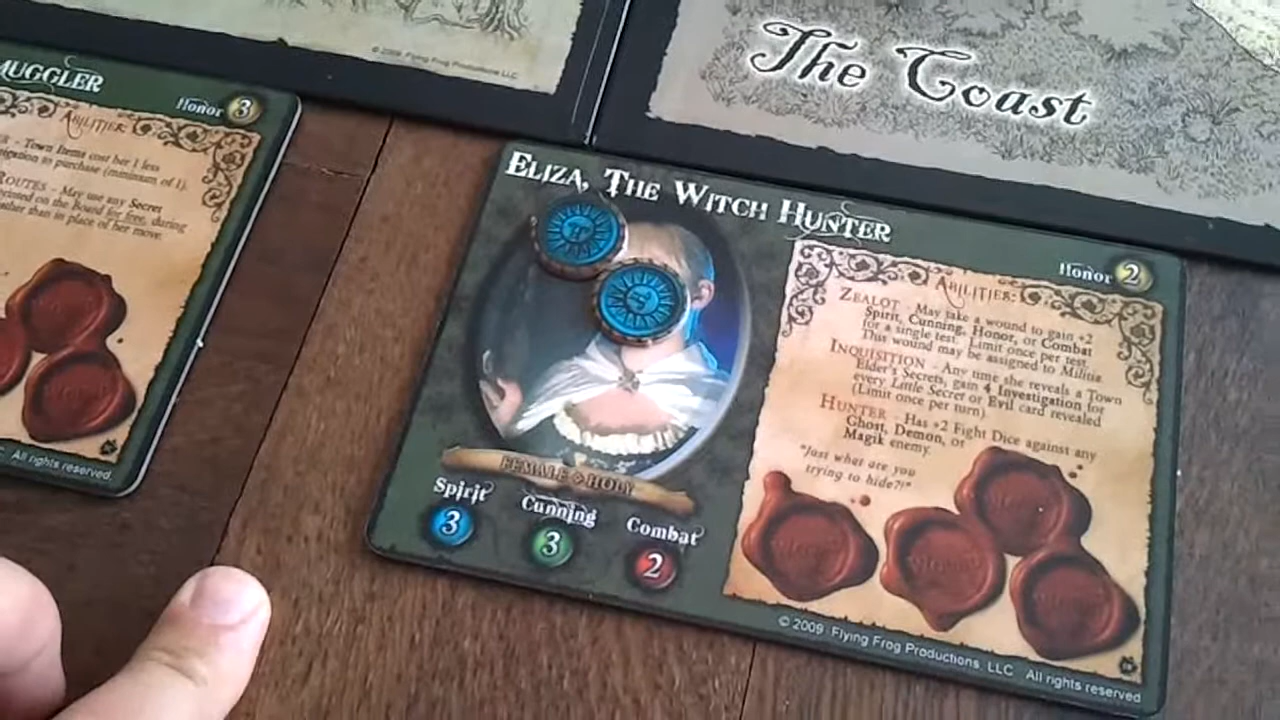 © 2009 Flying Frog Productions LLC
The Coast
MUGGLER
Honor 3
Abilities:
- Town Items cost her 1 less
to purchase (minimum of 1).
Routes - May use any Secret
printed on the Board for free, during
rather than in place of her move.
All rights reserved.
Eliza, The Witch Hunter
Honor 2
Abilities:
Zealot - May take a wound to gain +2
Spirit, Cunning, Honor, or Combat
for a single test. Limit once per test.
This wound may be assigned to Militia
Inquisition - Any time she reveals a Town
Elder's Secrets, gain 4 Investigation for
every Little Secret or Evil card revealed
(Limit once per turn)
Hunter - Has +2 Fight Dice against any
Ghost, Demon, or
Magik enemy.
"Just what are you
trying to hide?!"
Female Holy
Spirit
3
Cunning
3
Combat
2
Wound
Wound
Wound
Wound
© 2009 Flying Frog Productions, LLC All rights reserved.